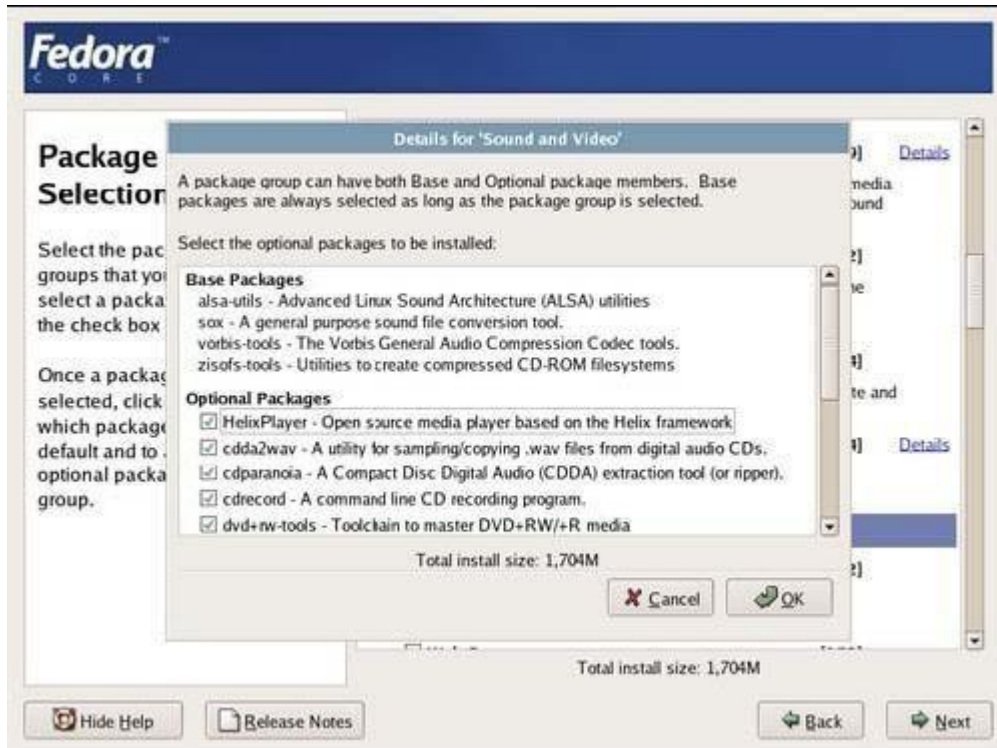 Fedora™
CORE
Package
Selection
Select the pac
groups that you
select a packa
the check box
Once a packag
selected, click
which package
default and to
optional packa
group.
Details for 'Sound and Video'
A package group can have both Base and Optional package members. Base
packages are always selected as long as the package group is selected.
Select the optional packages to be installed:
Base Packages
alsa-utils - Advanced Linux Sound Architecture (ALSA) utilities
sox - A general purpose sound file conversion tool.
vorbis-tools - The Vorbis General Audio Compression Codec tools.
zisofs-tools - Utilities to create compressed CD-ROM filesystems
Optional Packages
HelixPlayer - Open source media player based on the Helix framework
cdda2wav - A utility for sampling/copying .wav files from digital audio CDs.
cdparanoia - A Compact Disc Digital Audio (CDDA) extraction tool (or ripper).
cdrecord - A command line CD recording program.
dvd+rw-tools - Toolchain to master DVD+RW/+R media
Total install size: 1,704M
Cancel
OK
Details
media
ound
2]
ne
4]
te and
4] Details
2]
Total install size: 1,704M
Hide Help
Release Notes
Back
Next